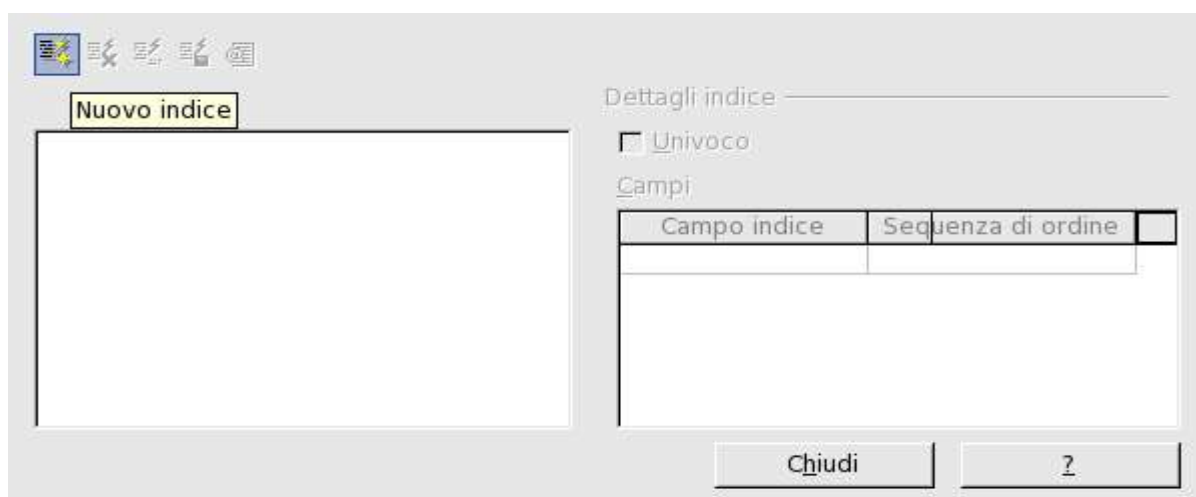 Nuovo indice
Dettagli indice
Univoco
Campi
Campo indice Sequenza di ordine
Chiudi ?